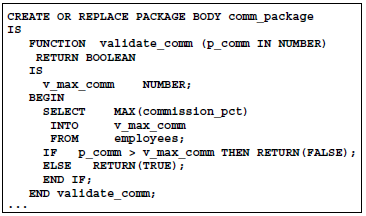 CREATE OR REPLACE PACKAGE BODY comm_package
IS
FUNCTION validate_comm (p_comm IN NUMBER)
RETURN BOOLEAN
IS
v_max_comm NUMBER;
BEGIN
SELECT MAX(commission_pct)
INTO v_max_comm
FROM employees;
IF p_comm > v_max_comm THEN RETURN(FALSE);
ELSE RETURN(TRUE);
END IF;
END validate_comm;
...